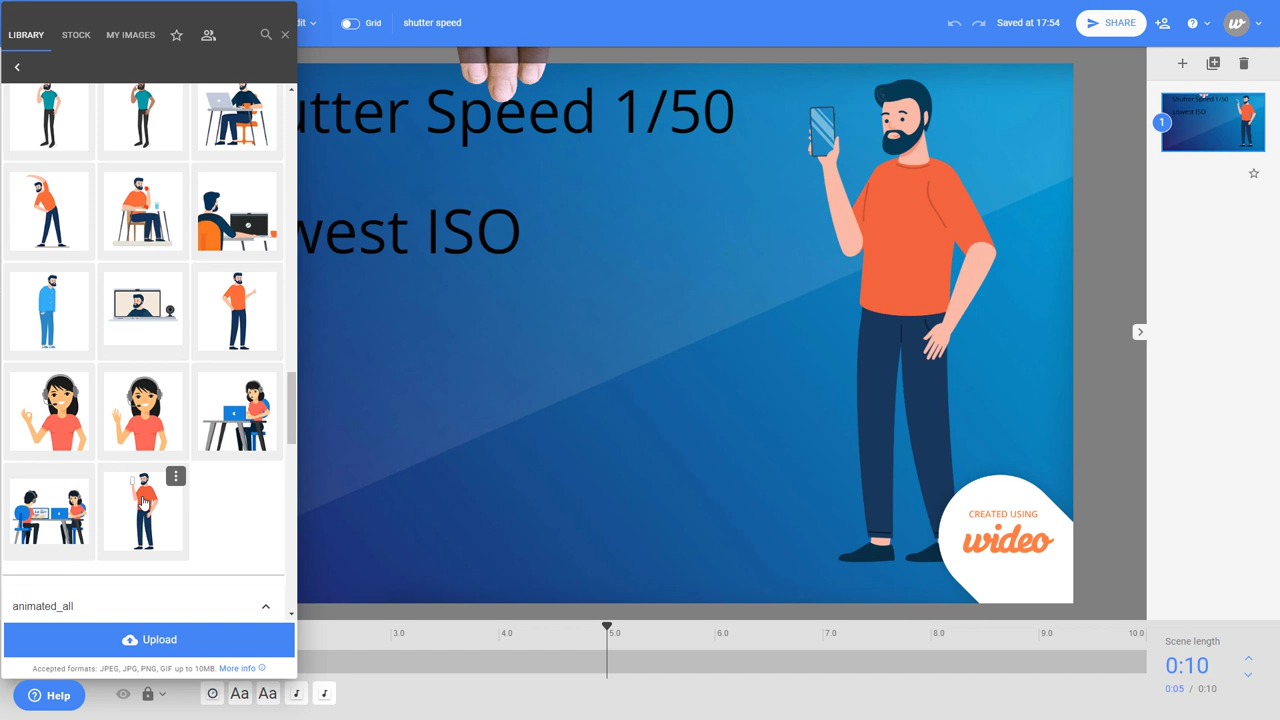 dit
Grid
shutter speed
Saved at 17:54
SHARE
LIBRARY
STOCK
MY IMAGES
utter Speed 1/50
west ISO
CREATED USING
wideo
1
Shutter Speed 1/50
Lowest ISO
animated_all
Upload
Accepted formats: JPEG, JPG, PNG, GIF up to 10MB. More info
Help
Aa
Aa
3.0
4.0
5.0
6.0
7.0
8.0
9.0
10.0
Scene length
0:10
0:05 / 0:10